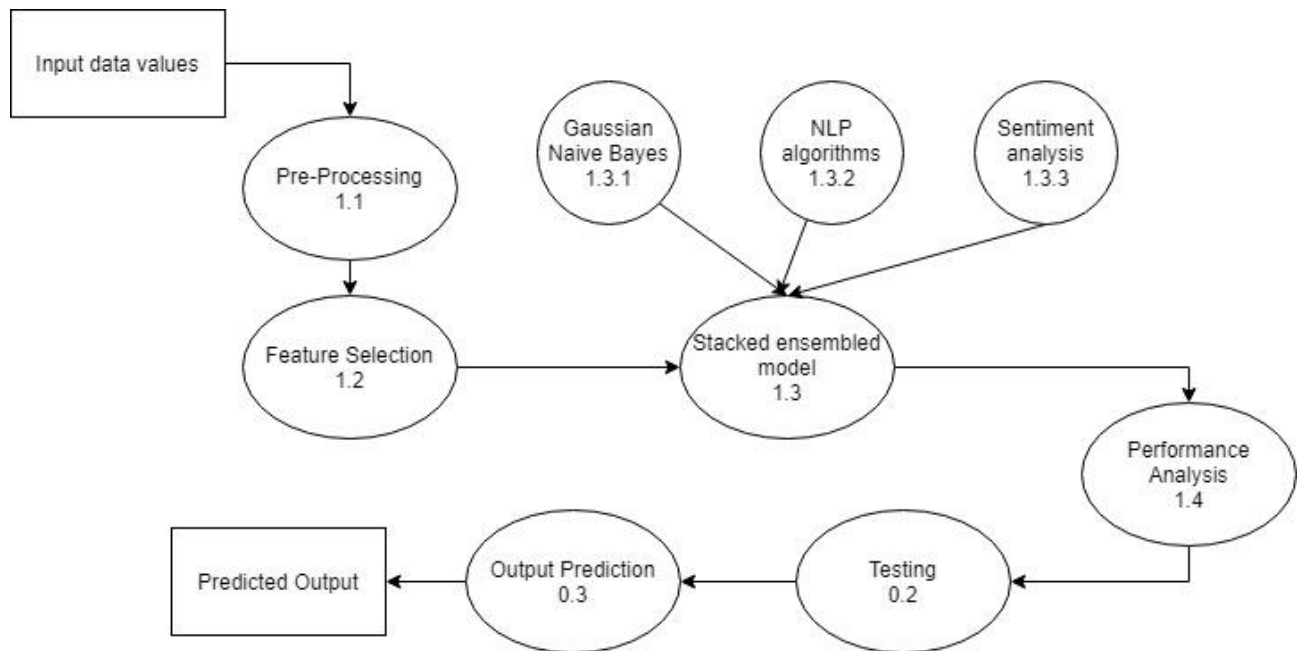 Input data values
Gaussian
Naive Bayes
1.3.1
NLP
algorithms
1.3.2
Sentiment
analysis
1.3.3
Pre-Processing
1.1
Feature Selection
1.2
Stacked ensembled
model
1.3
Performance
Analysis
1.4
Predicted Output
Output Prediction
0.3
Testing
0.2